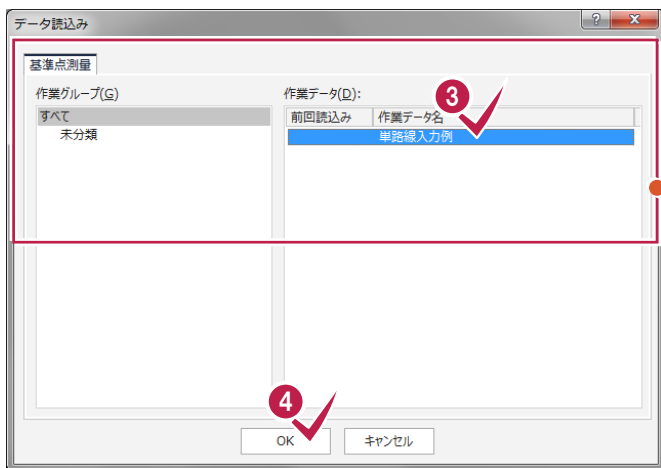 データ読込み
基準点測量
作業グループ(G)
作業データ(D):
3
すべて
前回読込み 作業データ名
未分類
単路線入力例
4
OK キャンセル